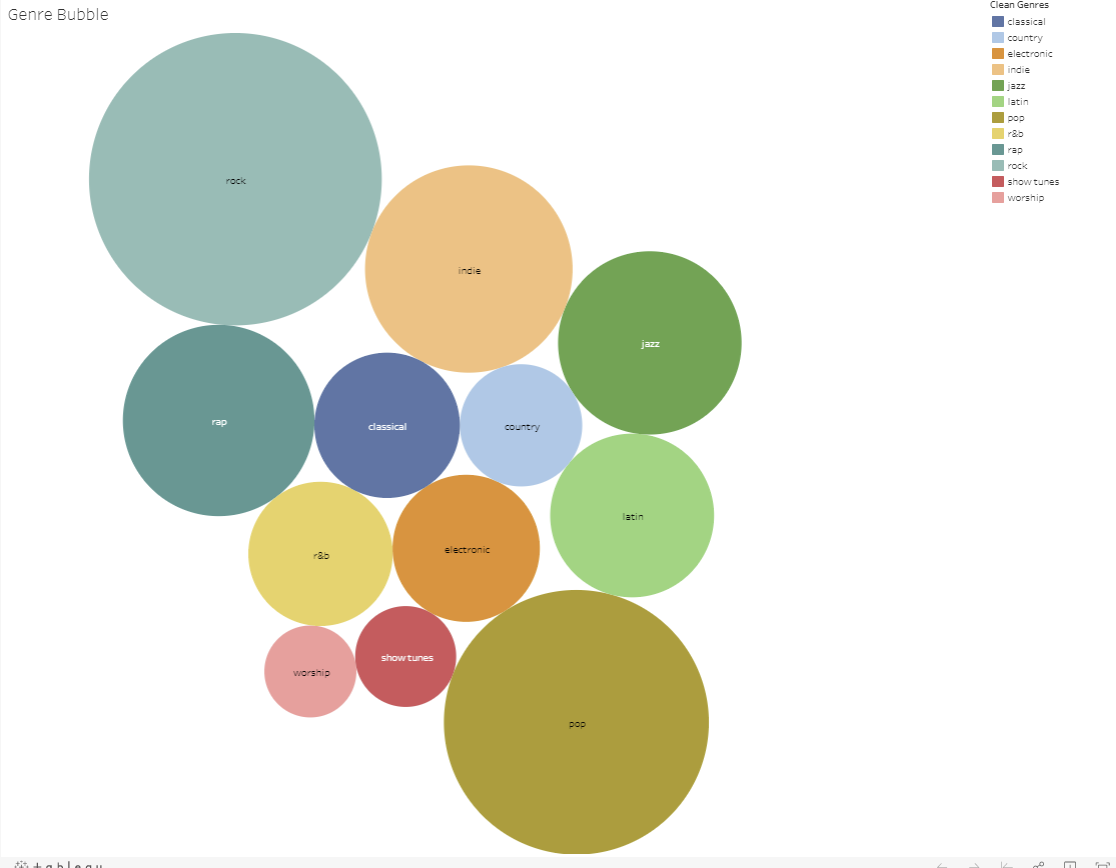 Genre Bubble
Clean Genres
classical
country
electronic
indie
jazz
latin
pop
r&b
rap
rock
show tunes
worship
rock
indie
jazz
rap
classical
country
latin
r&b
electronic
show tunes
worship
pop
tableau